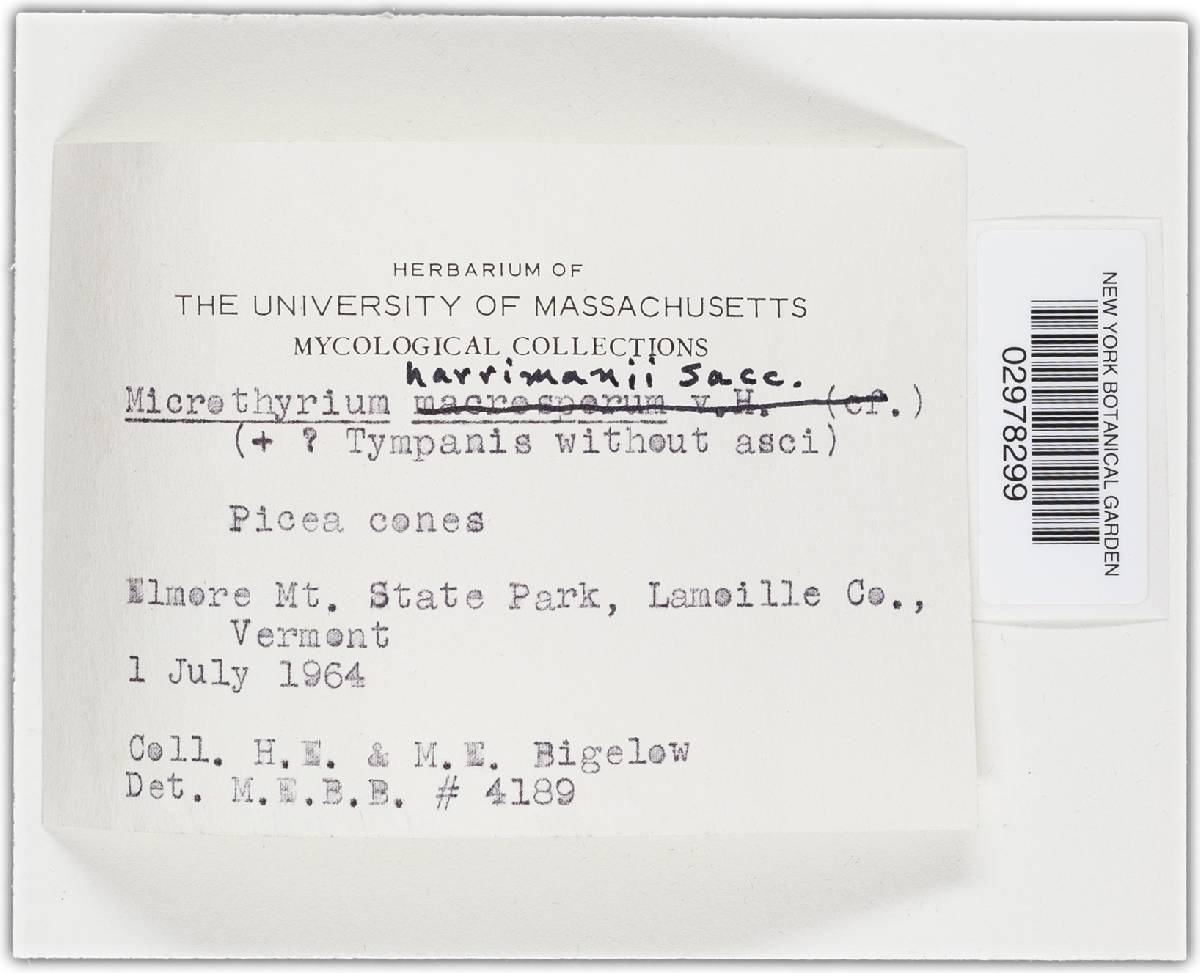 HERBARIUM OF
THE UNIVERSITY OF MASSACHUSETTS
MYCOLOGICAL COLLECTIONS
harrimanii Sacc.
Microthyrium macrosperum v.H. (cf.)
(+ ? Tympanis without asci)
Picea cones
Elmore Mt. State Park, Lamoille Co.,
Vermont
1 July 1964
Coll. H.E. & M.E. Bigelow
Det. M.E.B.B. # 4189
NEW YORK BOTANICAL GARDEN
02978299